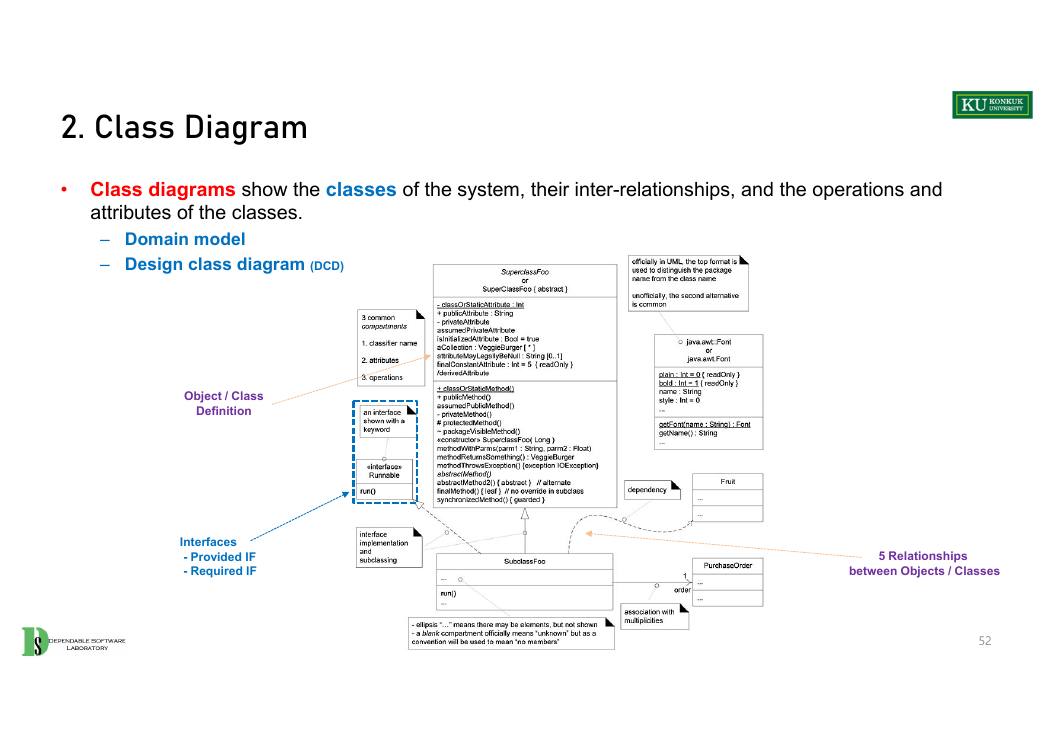 KU KONKUK
UNIVERSITY
2. Class Diagram
• Class diagrams show the classes of the system, their inter-relationships, and the operations and
attributes of the classes.
– Domain model
– Design class diagram (DCD)
3 common
compartments
1. classifier name
2. attributes
3. operations
SuperclassFoo
or
SuperClassFoo { abstract }
- classOrStaticAttribute : Int
+ publicAttribute : String
- privateAttribute
assumedPrivateAttribute
isInitializedAttribute : Bool = true
aCollection : VeggieBurger [ * ]
attributeMayLegallyBeNull : String [0..1]
finalConstantAttribute : Int = 5 { readOnly }
/derivedAttribute
+ classOrStaticMethod()
+ publicMethod()
assumedPublicMethod()
- privateMethod()
# protectedMethod()
~ packageVisibleMethod()
«constructor» SuperclassFoo( Long )
methodWithParms(parm1 : String, parm2 : Float)
methodReturnsSomething() : VeggieBurger
methodThrowsException() {exception IOException}
abstractMethod()
abstractMethod2() { abstract } // alternate
finalMethod() { leaf } // no override in subclass
synchronizedMethod() { guarded }
officially in UML, the top format is
used to distinguish the package
name from the class name
unofficially, the second alternative
is common
java.awt::Font
or
java.awt.Font
plain : Int = 0 { readOnly }
bold : Int = 1 { readOnly }
name : String
style : Int = 0
...
getFont(name : String) : Font
getName() : String
...
Object / Class
Definition
an interface
shown with a
keyword
«interface»
Runnable
run()
dependency
Fruit
...
...
Interfaces
- Provided IF
- Required IF
interface
implementation
and
subclassing
SubclassFoo
...
run()
...
1
order
PurchaseOrder
...
...
association with
multiplicities
5 Relationships
between Objects / Classes
- ellipsis "..." means there may be elements, but not shown
- a blank compartment officially means "unknown" but as a
convention will be used to mean "no members"
DS DEPENDABLE SOFTWARE
LABORATORY
52